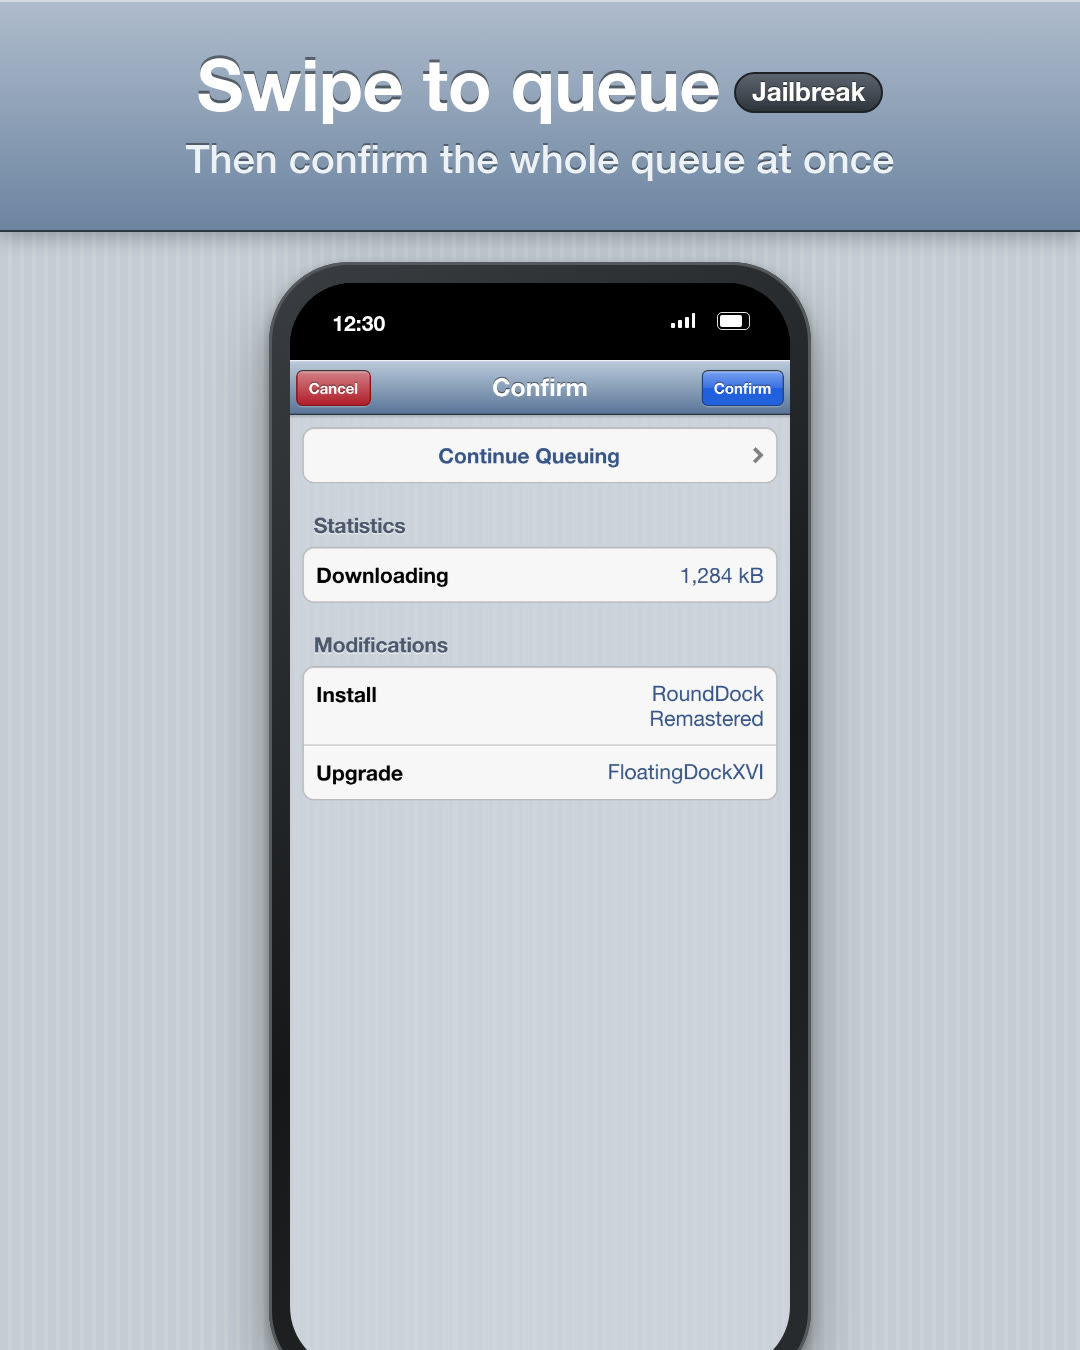 Swipe to queue Jailbreak
Then confirm the whole queue at once
12:30
Cancel Confirm Confirm
Continue Queuing
Statistics
Downloading 1,284 kB
Modifications
Install RoundDock
Remastered
Upgrade FloatingDockXVI